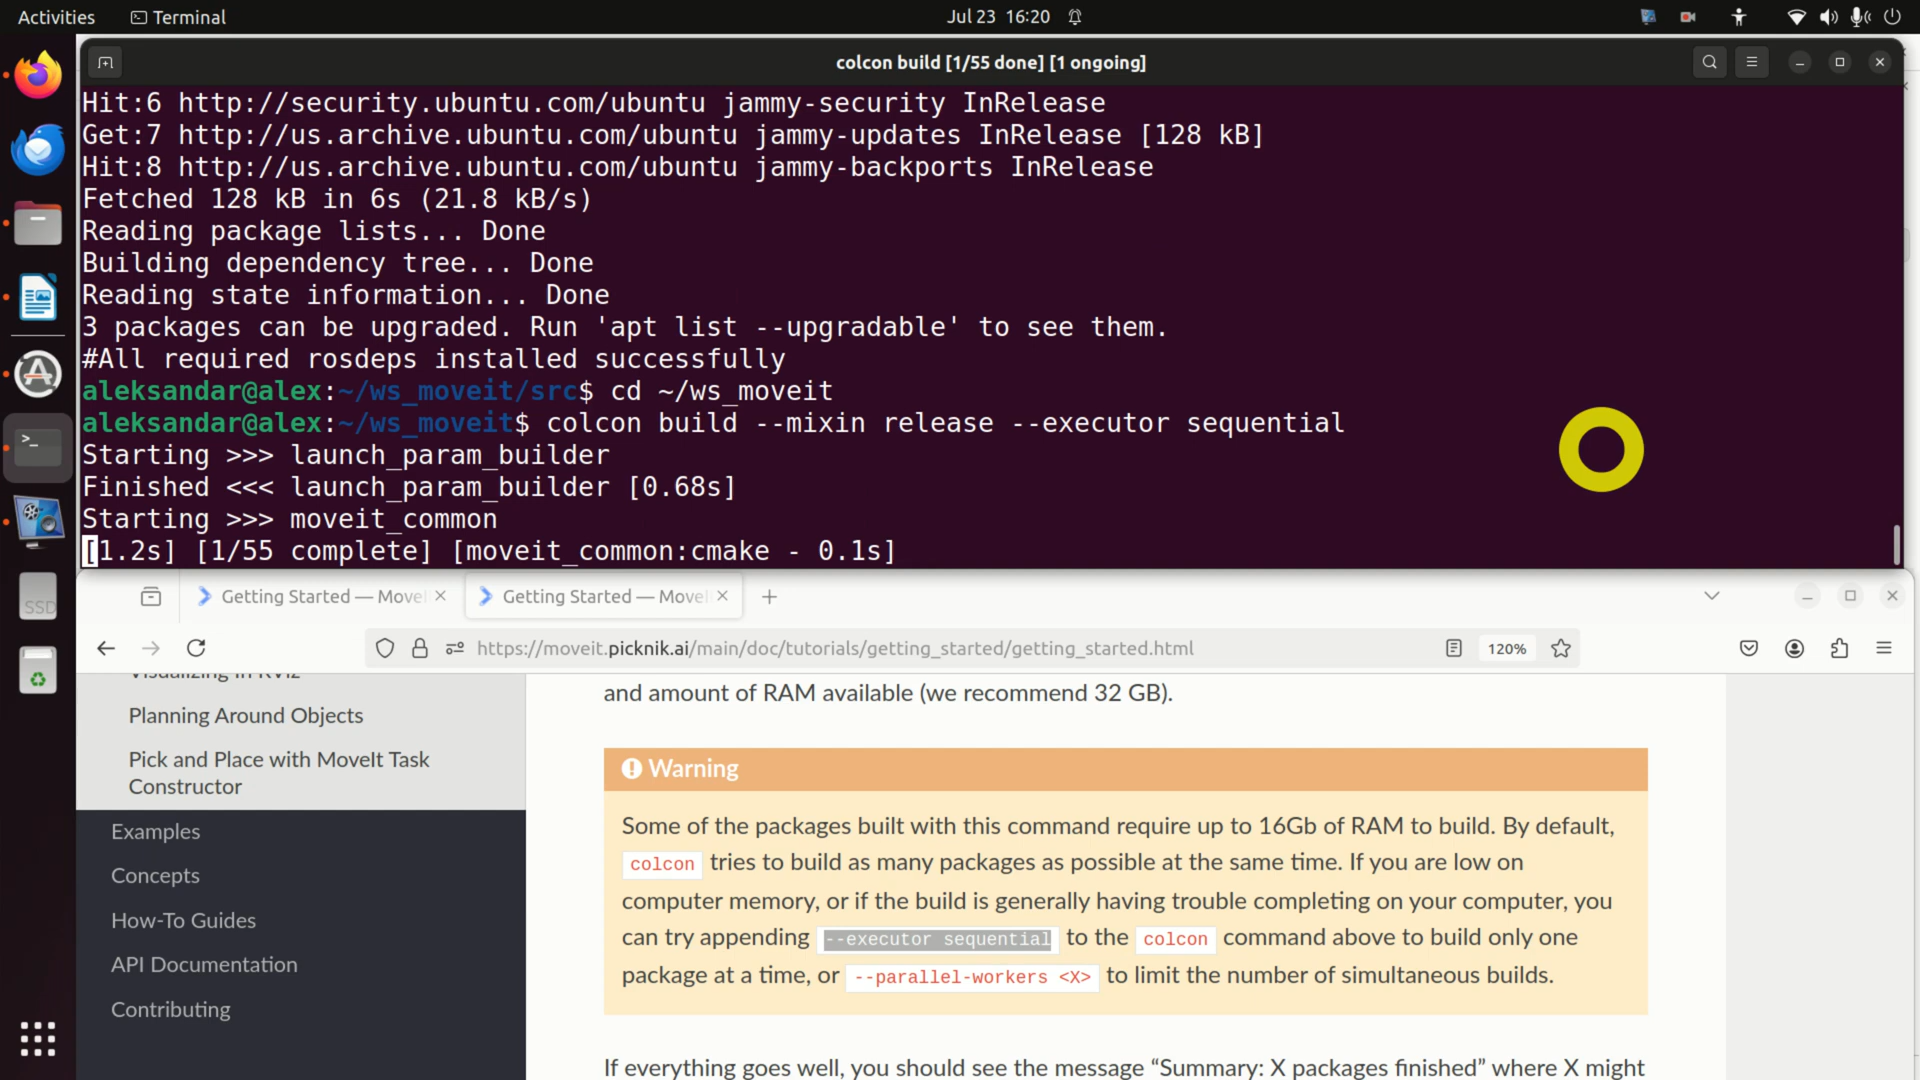 Activities
Terminal
Jul 23 16:20
colcon build [1/55 done] [1 ongoing]
Hit:6 http://security.ubuntu.com/ubuntu jammy-security InRelease
Get:7 http://us.archive.ubuntu.com/ubuntu jammy-updates InRelease [128 kB]
Hit:8 http://us.archive.ubuntu.com/ubuntu jammy-backports InRelease
Fetched 128 kB in 6s (21.8 kB/s)
Reading package lists... Done
Building dependency tree... Done
Reading state information... Done
3 packages can be upgraded. Run 'apt list --upgradable' to see them.
#All required rosdeps installed successfully
aleksandar@alex:~/ws_moveit/src$ cd ~/ws_moveit
aleksandar@alex:~/ws_moveit$ colcon build --mixin release --executor sequential
Starting >>> launch_param_builder
Finished <<< launch_param_builder [0.68s]
Starting >>> moveit_common
[1.2s] [1/55 complete] [moveit_common:cmake - 0.1s]
SSD
Getting Started — Move
Getting Started — Move
https://moveit.picknik.ai/main/doc/tutorials/getting_started/getting_started.html
120%
Visualizing in RViz
Planning Around Objects
Pick and Place with MoveIt Task
Constructor
Examples
Concepts
How-To Guides
API Documentation
Contributing
and amount of RAM available (we recommend 32 GB).
Warning
Some of the packages built with this command require up to 16Gb of RAM to build. By default,
colcon tries to build as many packages as possible at the same time. If you are low on
computer memory, or if the build is generally having trouble completing on your computer, you
can try appending --executor sequential to the colcon command above to build only one
package at a time, or --parallel-workers <X> to limit the number of simultaneous builds.
If everything goes well, you should see the message “Summary: X packages finished” where X might